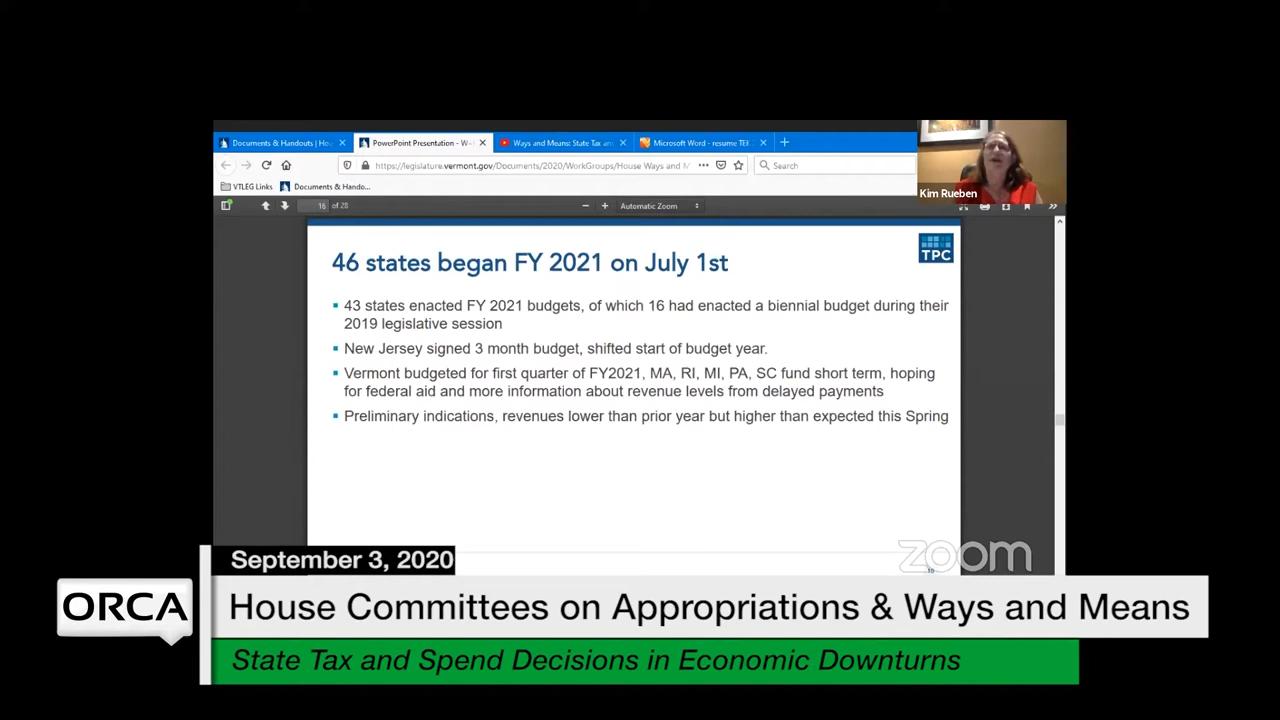 Documents & Handouts | Ho
PowerPoint Presentation - W
Ways and Means: State Tax an
Microsoft Word - resume TEI
https://legislature.vermont.gov/Documents/2020/WorkGroups/House Ways and M
Search
VTLEG Links
Documents & Hando...
Kim Rueben
16 of 28
Automatic Zoom
46 states began FY 2021 on July 1st
TPC
43 states enacted FY 2021 budgets, of which 16 had enacted a biennial budget during their
2019 legislative session
New Jersey signed 3 month budget, shifted start of budget year.
Vermont budgeted for first quarter of FY2021, MA, RI, MI, PA, SC fund short term, hoping
for federal aid and more information about revenue levels from delayed payments
Preliminary indications, revenues lower than prior year but higher than expected this Spring
zoom
September 3, 2020
ORCA
House Committees on Appropriations & Ways and Means
State Tax and Spend Decisions in Economic Downturns